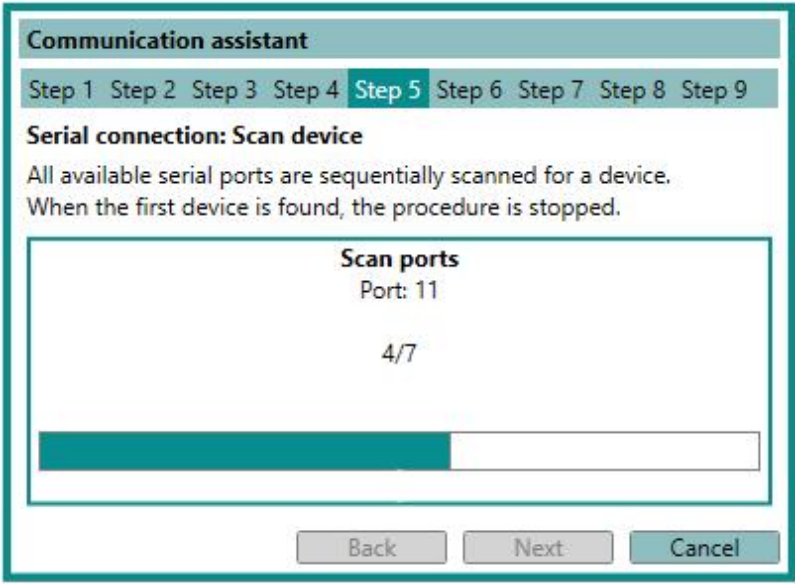 Communication assistant
Step 1 Step 2 Step 3 Step 4 Step 5 Step 6 Step 7 Step 8 Step 9
Serial connection: Scan device
All available serial ports are sequentially scanned for a device.
When the first device is found, the procedure is stopped.
Scan ports
Port: 11
4/7
Back Next Cancel